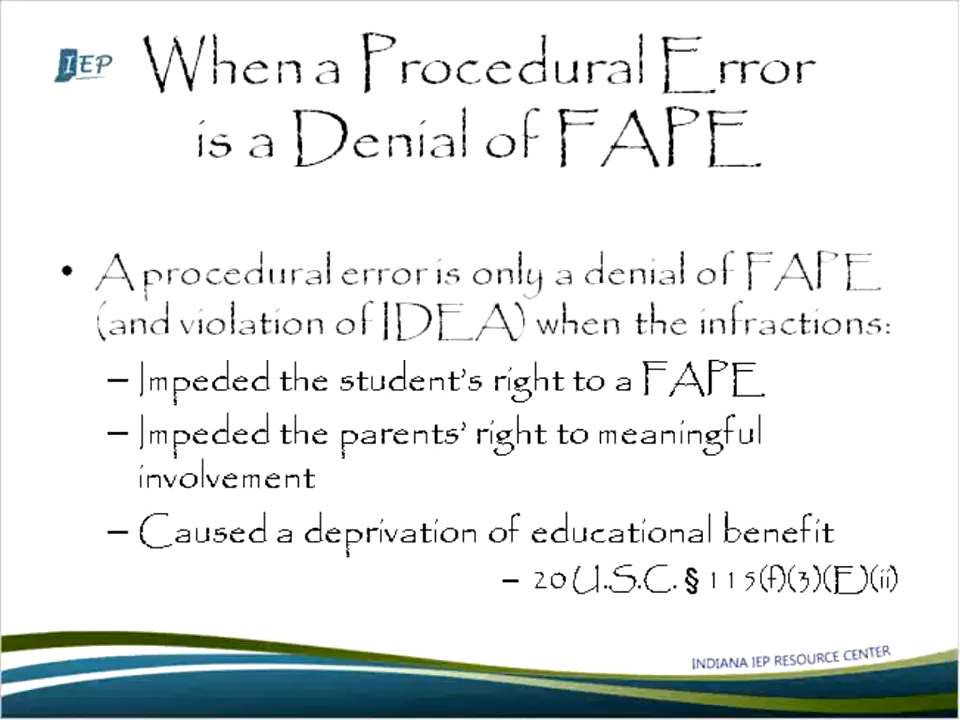 IEP
When a Procedural Error
is a Denial of FAPE
• A procedural error is only a denial of FAPE
(and violation of IDEA) when the infractions:
– Impeded the student's right to a FAPE
– Impeded the parents' right to meaningful
involvement
– Caused a deprivation of educational benefit
– 20 U.S.C. § 115(f)(3)(E)(ii)
INDIANA IEP RESOURCE CENTER